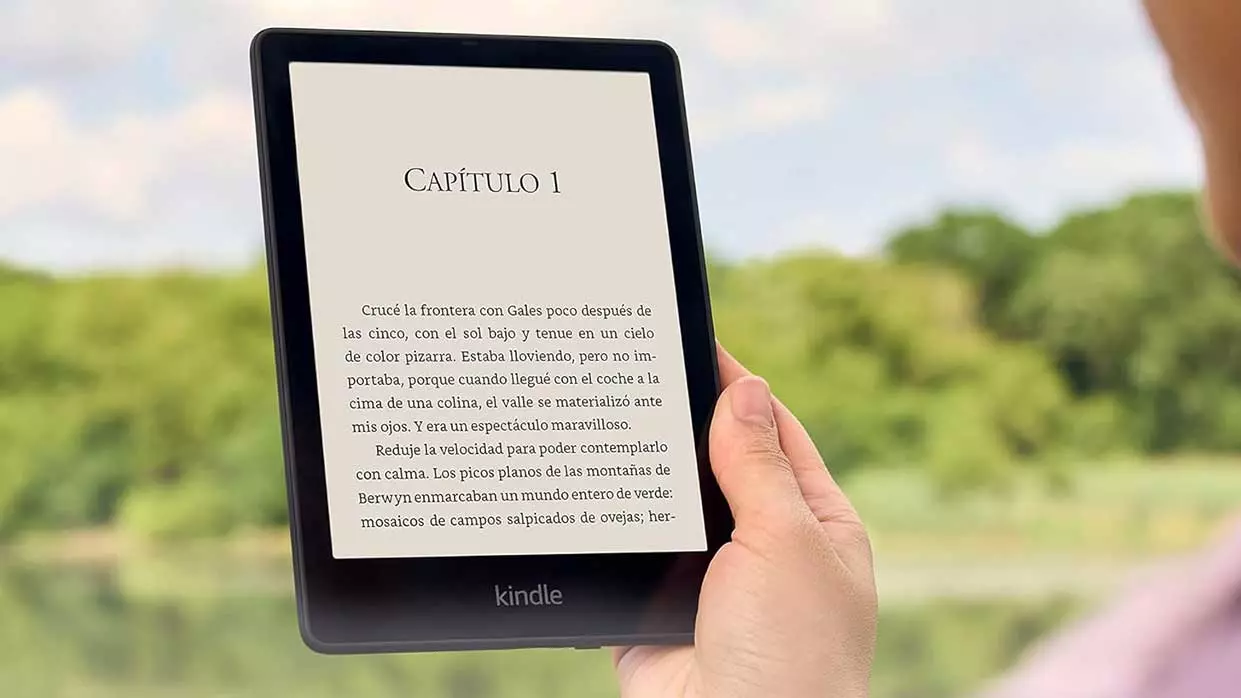 CAPÍTULO 1
Crucé la frontera con Gales poco después de
las cinco, con el sol bajo y tenue en un cielo
de color pizarra. Estaba lloviendo, pero no im-
portaba, porque cuando llegué con el coche a la
cima de una colina, el valle se materializó ante
mis ojos. Y era un espectáculo maravilloso.
Reduje la velocidad para poder contemplarlo
con calma. Los picos planos de las montañas de
Berwyn enmarcaban un mundo entero de verde:
mosaicos de campos salpicados de ovejas; her-
kindle